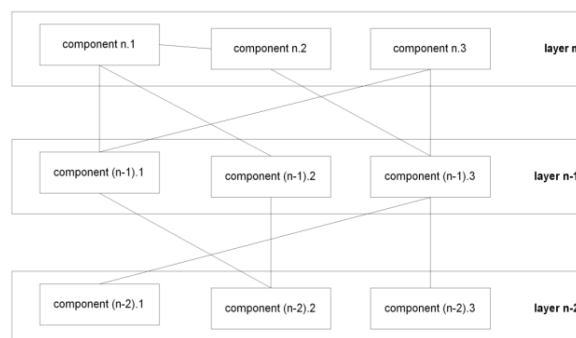 component n.1
component n.2
component n.3
layer n
component (n-1).1
component (n-1).2
component (n-1).3
layer n-1
component (n-2).1
component (n-2).2
component (n-2).3
layer n-2